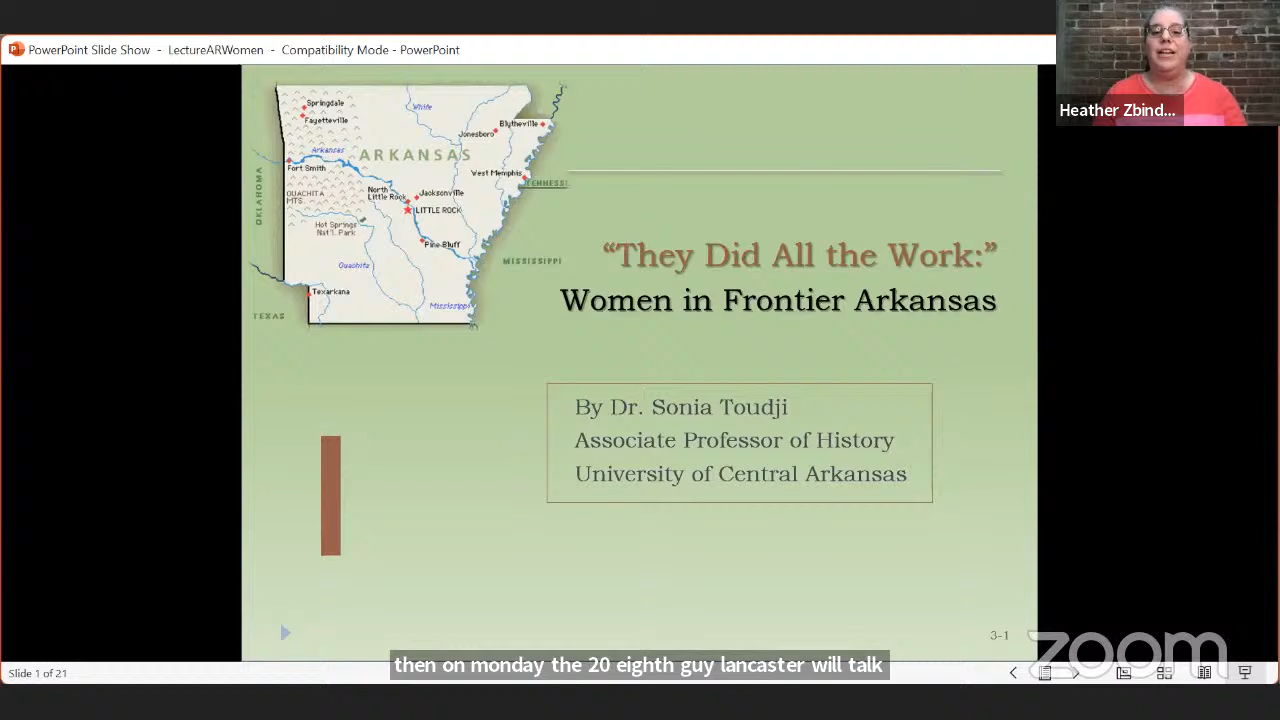 PowerPoint Slide Show - LectureARWomen - Compatibility Mode - PowerPoint
Heather Zbind...
Springdale
Fayetteville
White
Blytheville
Jonesboro
Arkansas
ARKANSAS
Fort Smith
West Memphis
TENNESSE
OKLAHOMA
OUACHITA
MTS.
North
Little Rock
Jacksonville
LITTLE ROCK
Hot Springs
Nat'l. Park
Pine Bluff
Ouachita
MISSISSIPPI
Texarkana
Mississippi
TEXAS
“They Did All the Work:”
Women in Frontier Arkansas
By Dr. Sonia Toudji
Associate Professor of History
University of Central Arkansas
3-1
zoom
then on monday the 20 eighth guy lancaster will talk
Slide 1 of 21